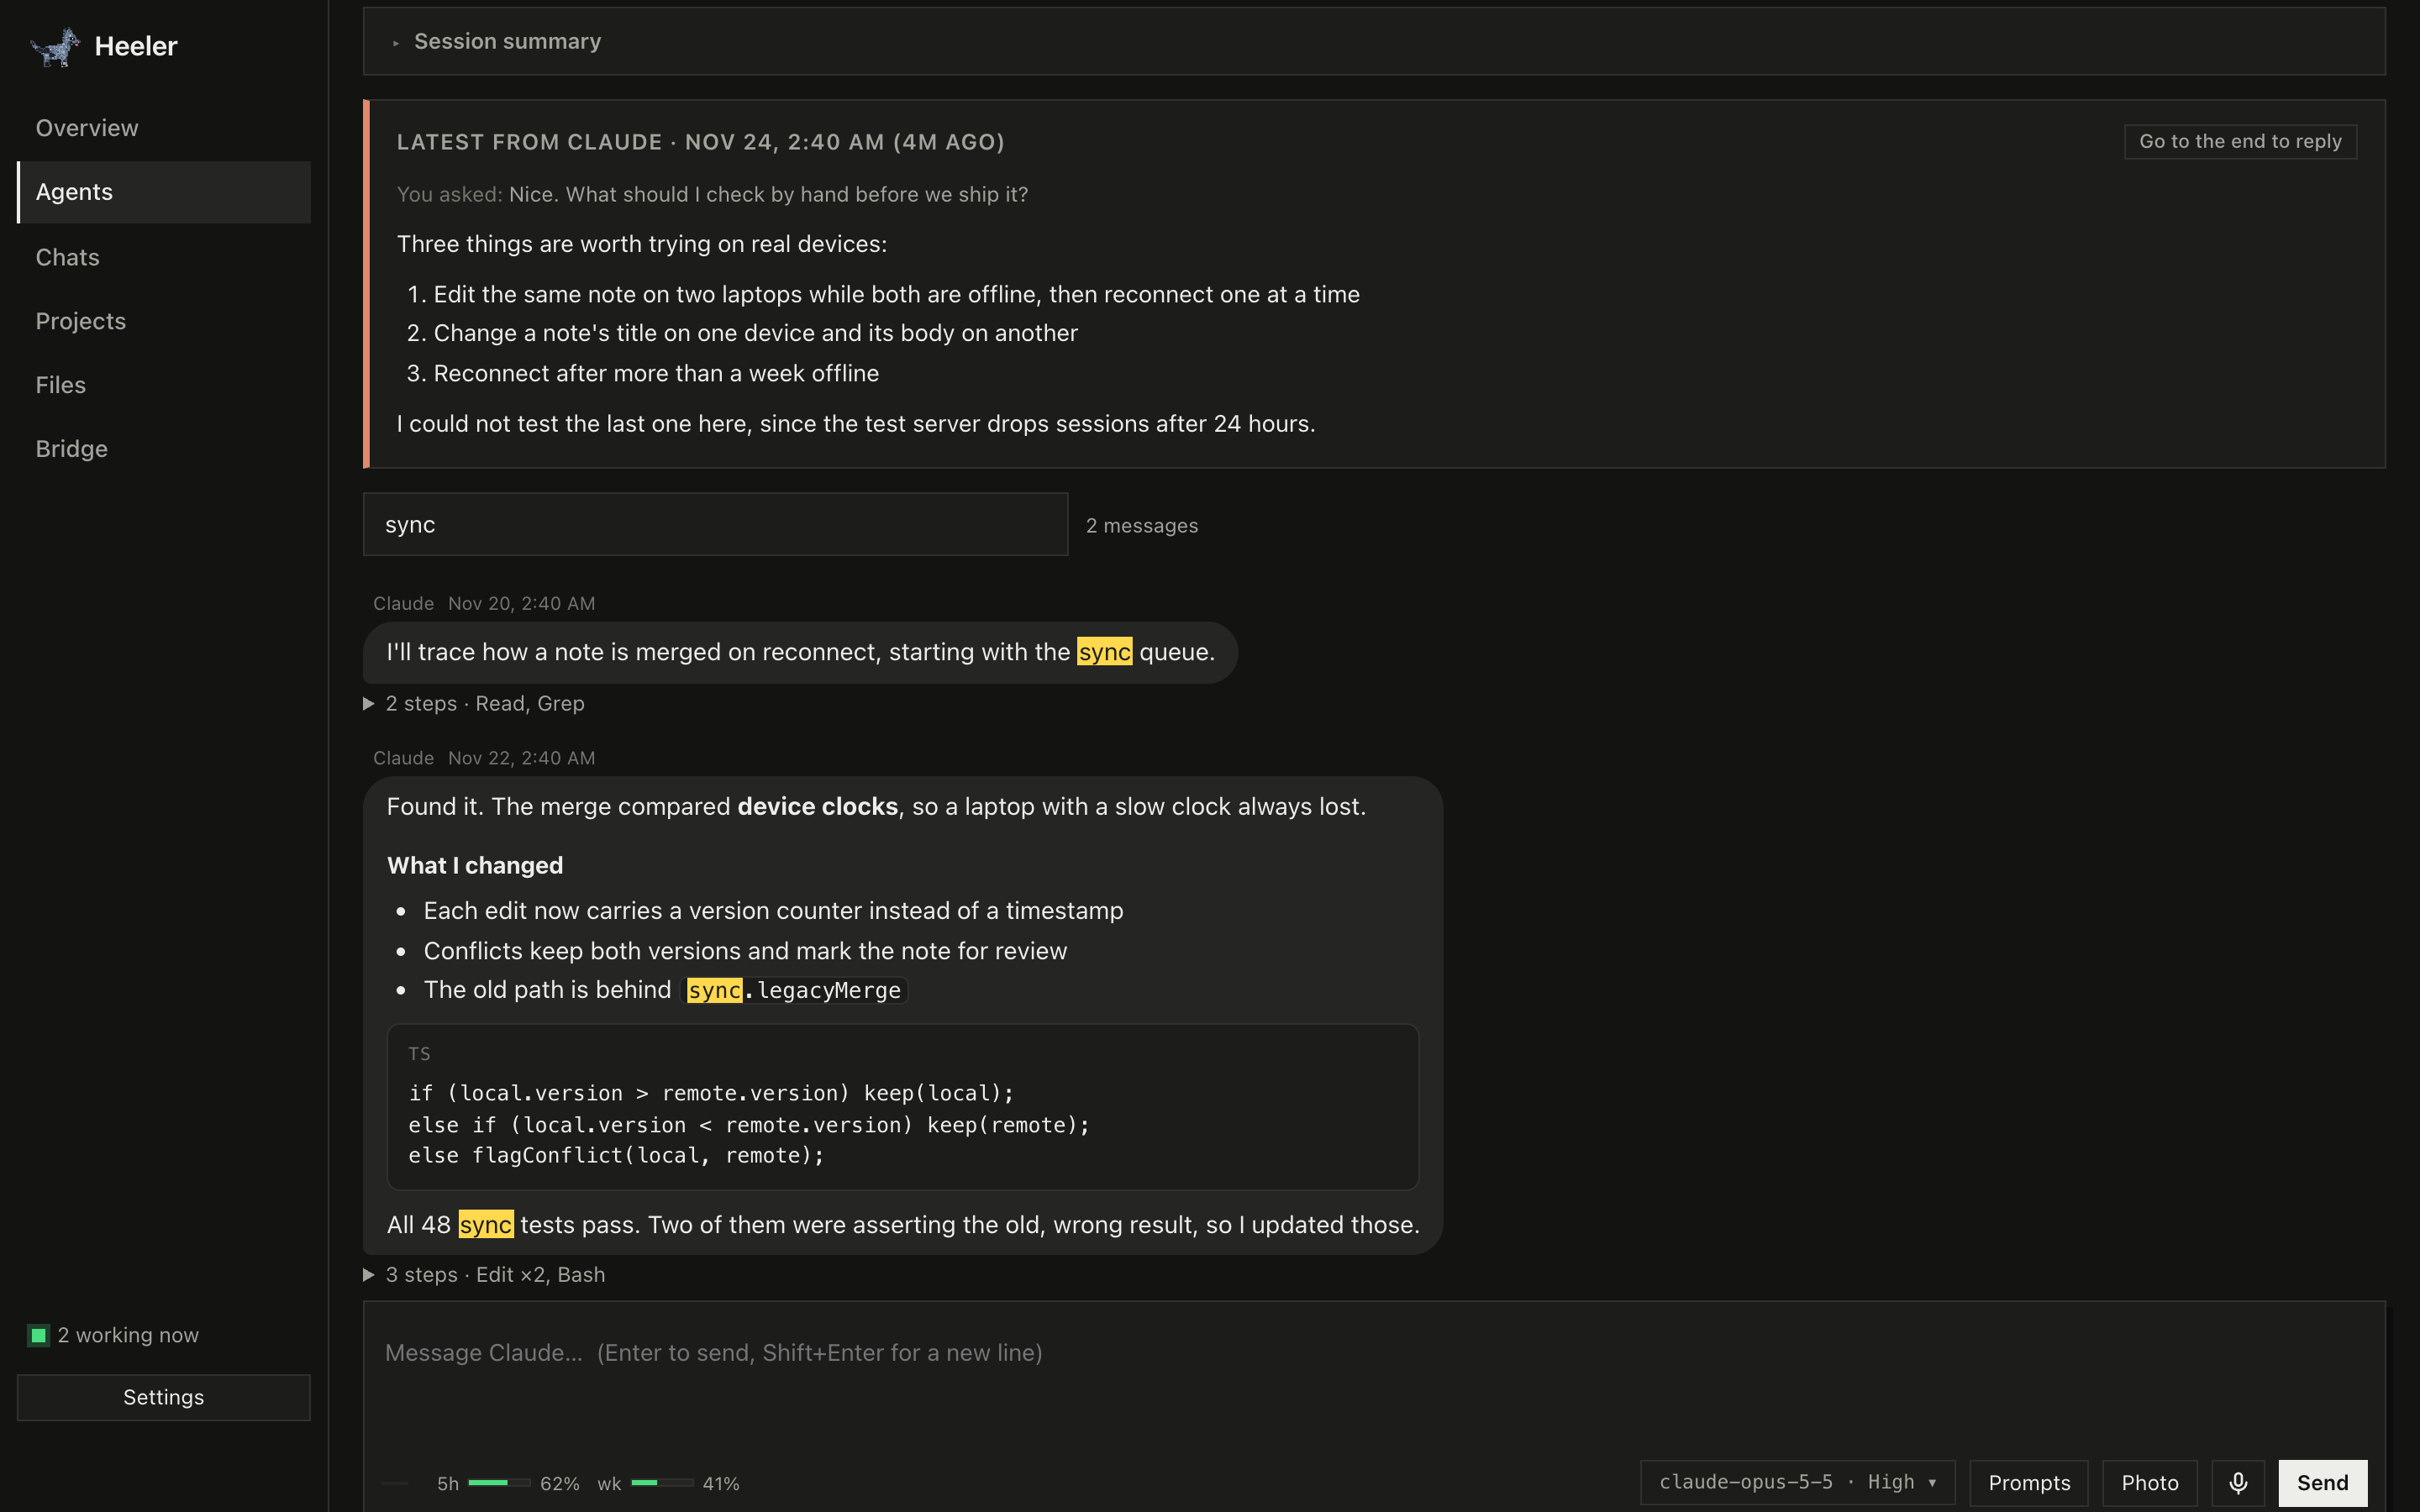 Heeler
Overview
Agents
Chats
Projects
Files
Bridge
2 working now
Settings
Session summary
LATEST FROM CLAUDE · NOV 24, 2:40 AM (4M AGO)
Go to the end to reply
You asked: Nice. What should I check by hand before we ship it?
Three things are worth trying on real devices:
1. Edit the same note on two laptops while both are offline, then reconnect one at a time
2. Change a note's title on one device and its body on another
3. Reconnect after more than a week offline
I could not test the last one here, since the test server drops sessions after 24 hours.
sync
2 messages
Claude Nov 20, 2:40 AM
I'll trace how a note is merged on reconnect, starting with the sync queue.
2 steps · Read, Grep
Claude Nov 22, 2:40 AM
Found it. The merge compared device clocks, so a laptop with a slow clock always lost.
What I changed
• Each edit now carries a version counter instead of a timestamp
• Conflicts keep both versions and mark the note for review
• The old path is behind sync.legacyMerge
TS
if (local.version > remote.version) keep(local);
else if (local.version < remote.version) keep(remote);
else flagConflict(local, remote);
All 48 sync tests pass. Two of them were asserting the old, wrong result, so I updated those.
3 steps · Edit ×2, Bash
Message Claude... (Enter to send, Shift+Enter for a new line)
5h 62% wk 41%
claude-opus-5-5 · High ▾
Prompts
Photo
Send